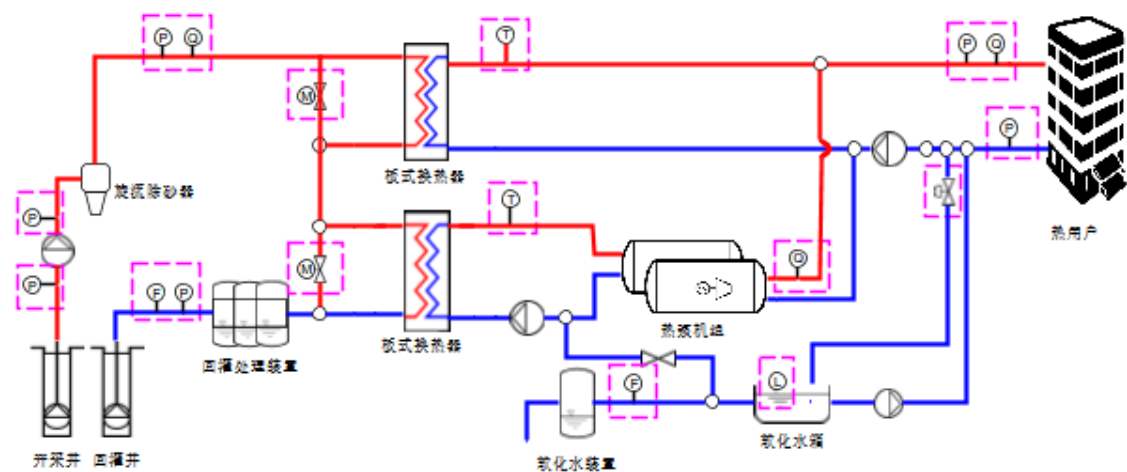 P Q
T
P Q
M
板式换热器
P
旋流除砂器
P
P
T
热用户
M
Q
F P
热泵机组
回灌处理装置
板式换热器
F
L
软化水箱
开采井
回灌井
软化水装置